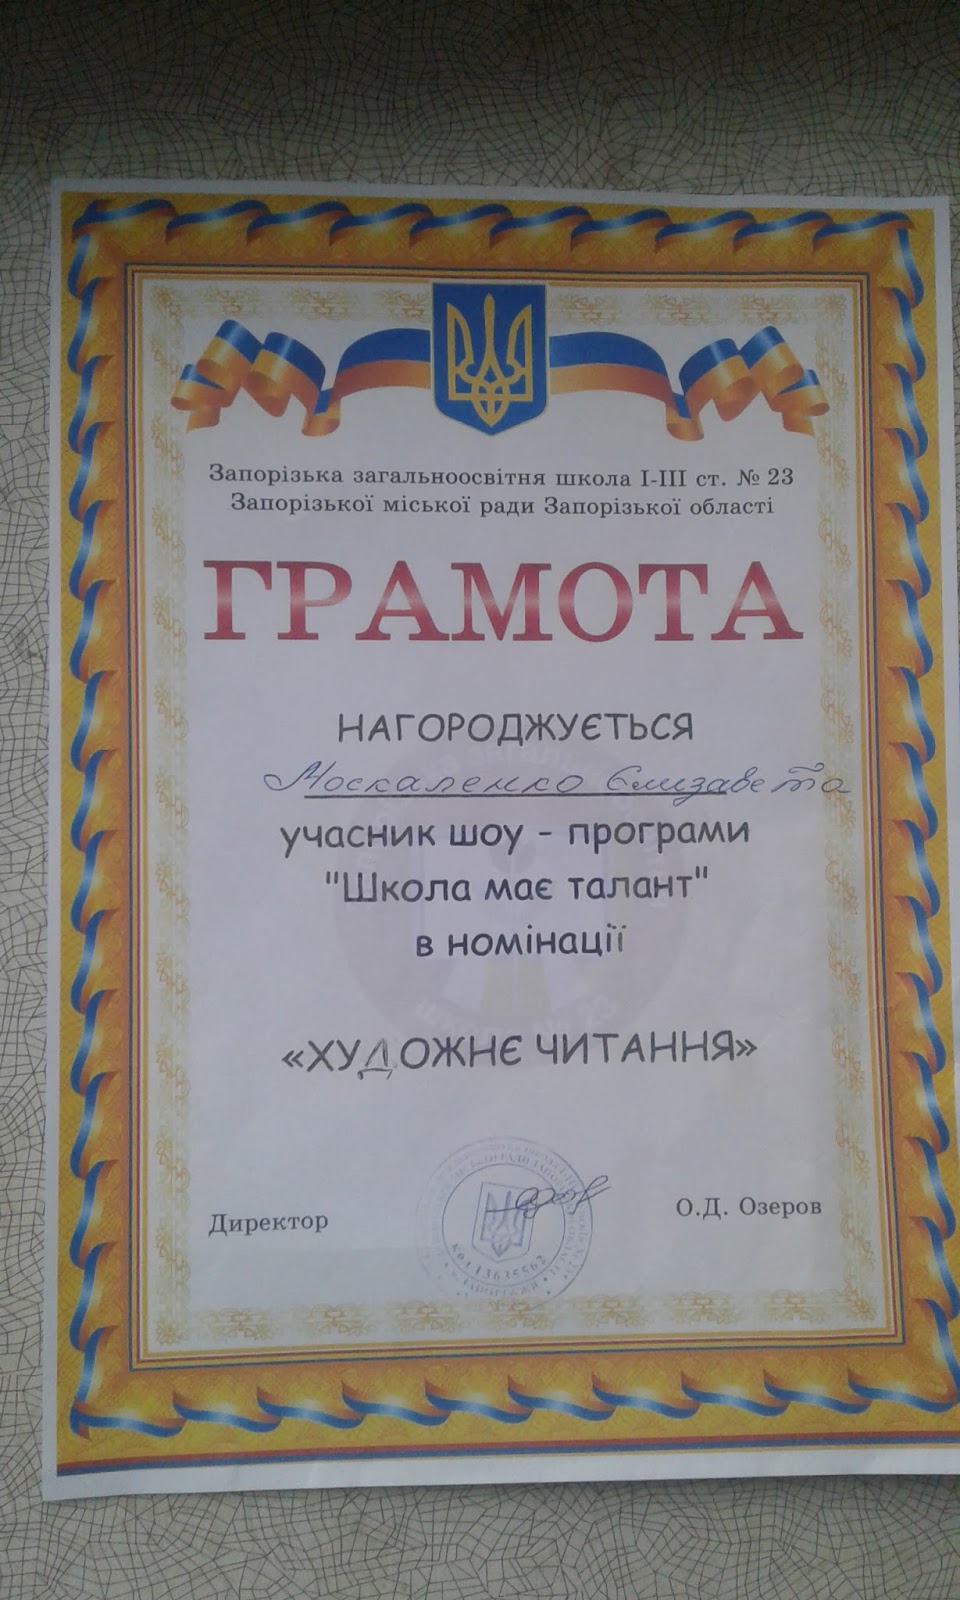 Запорізька загальноосвітня школа І-ІІІ ст. № 23
Запорізької міської ради Запорізької області
ГРАМОТА
НАГОРОДЖУЄТЬСЯ
Москаленко Єлизавета
учасник шоу - програми
"Школа має талант"
в номінації
«ХУДОЖНЄ ЧИТАННЯ»
Директор
О.Д. Озеров